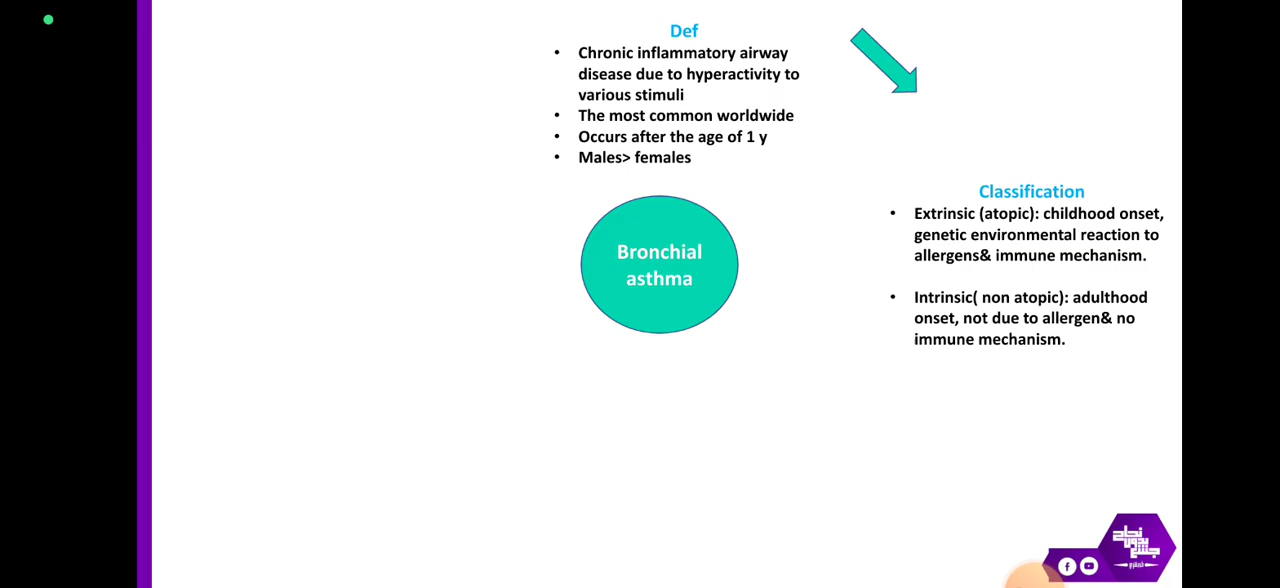 Def
• Chronic inflammatory airway
disease due to hyperactivity to
various stimuli
• The most common worldwide
• Occurs after the age of 1 y
• Males> females
Bronchial
asthma
Classification
• Extrinsic (atopic): childhood onset,
genetic environmental reaction to
allergens& immune mechanism.
• Intrinsic( non atopic): adulthood
onset, not due to allergen& no
immune mechanism.